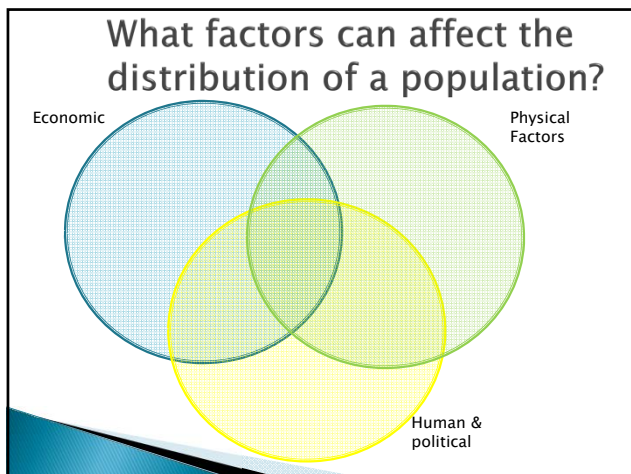 What factors can affect the
distribution of a population?
Economic
Physical
Factors
Human &
political